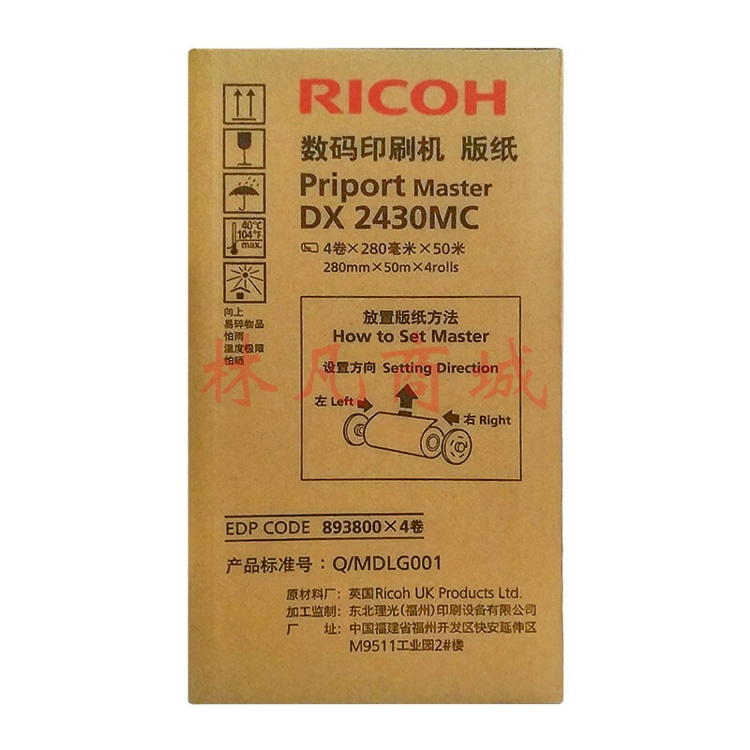 RICOH
数码印刷机 版纸
Priport Master
DX 2430MC
4卷×280毫米×50米
280mm×50m×4rolls
40℃
104°F
max.
向上
易碎物品
怕雨
温度极限
怕晒
放置版纸方法
How to Set Master
设置方向 Setting Direction
左 Left
右 Right
林凡商城
EDP CODE 893800×4卷
产品标准号：Q/MDLG001
原材料厂：英国Ricoh UK Products Ltd.
加工监制：东北理光(福州)印刷设备有限公司
厂 址：中国福建省福州开发区快安延伸区
M9511工业园2#楼